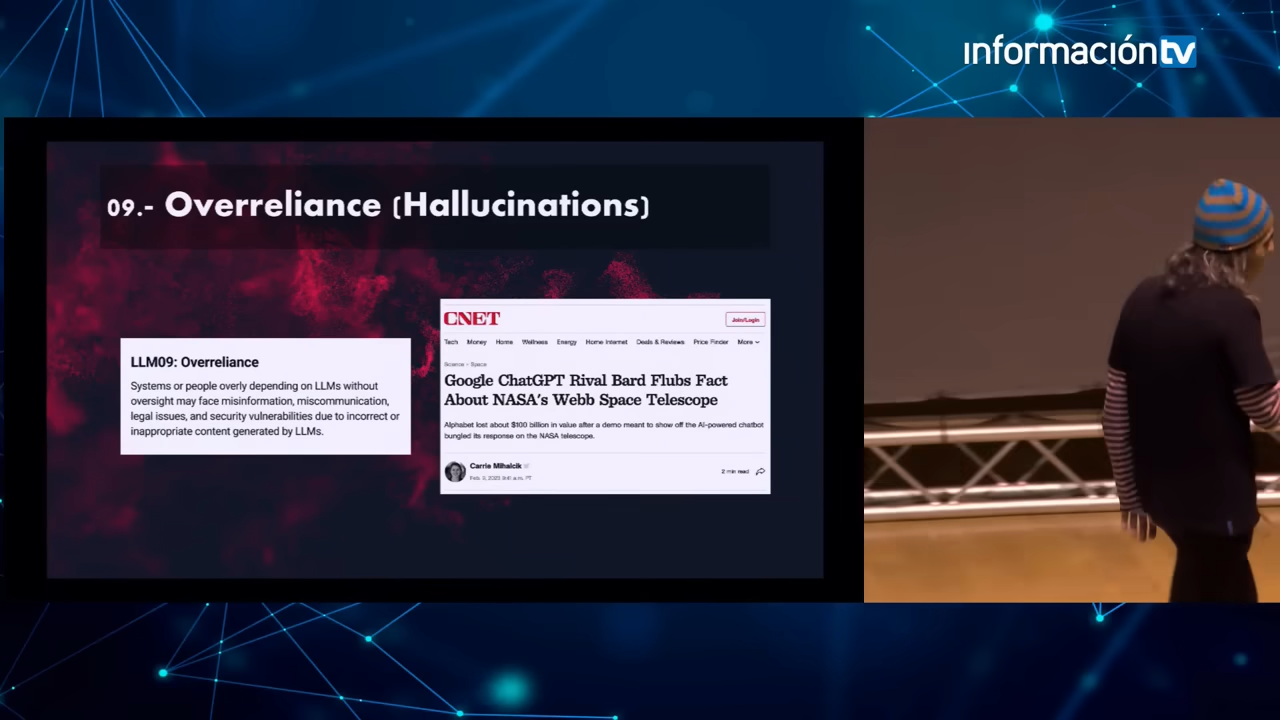 informacióntv
09.- Overreliance (Hallucinations)
LLM09: Overreliance
Systems or people overly depending on LLMs without
oversight may face misinformation, miscommunication,
legal issues, and security vulnerabilities due to incorrect or
inappropriate content generated by LLMs.
CNET
Join/Login
Tech Money Home Wellness Energy Home Internet Deals & Reviews Price Finder More
Science > Space
Google ChatGPT Rival Bard Flubs Fact
About NASA's Webb Space Telescope
Alphabet lost about $100 billion in value after a demo meant to show off the AI-powered chatbot
bungled its response on the NASA telescope.
Carrie Mihalcik
2 min read